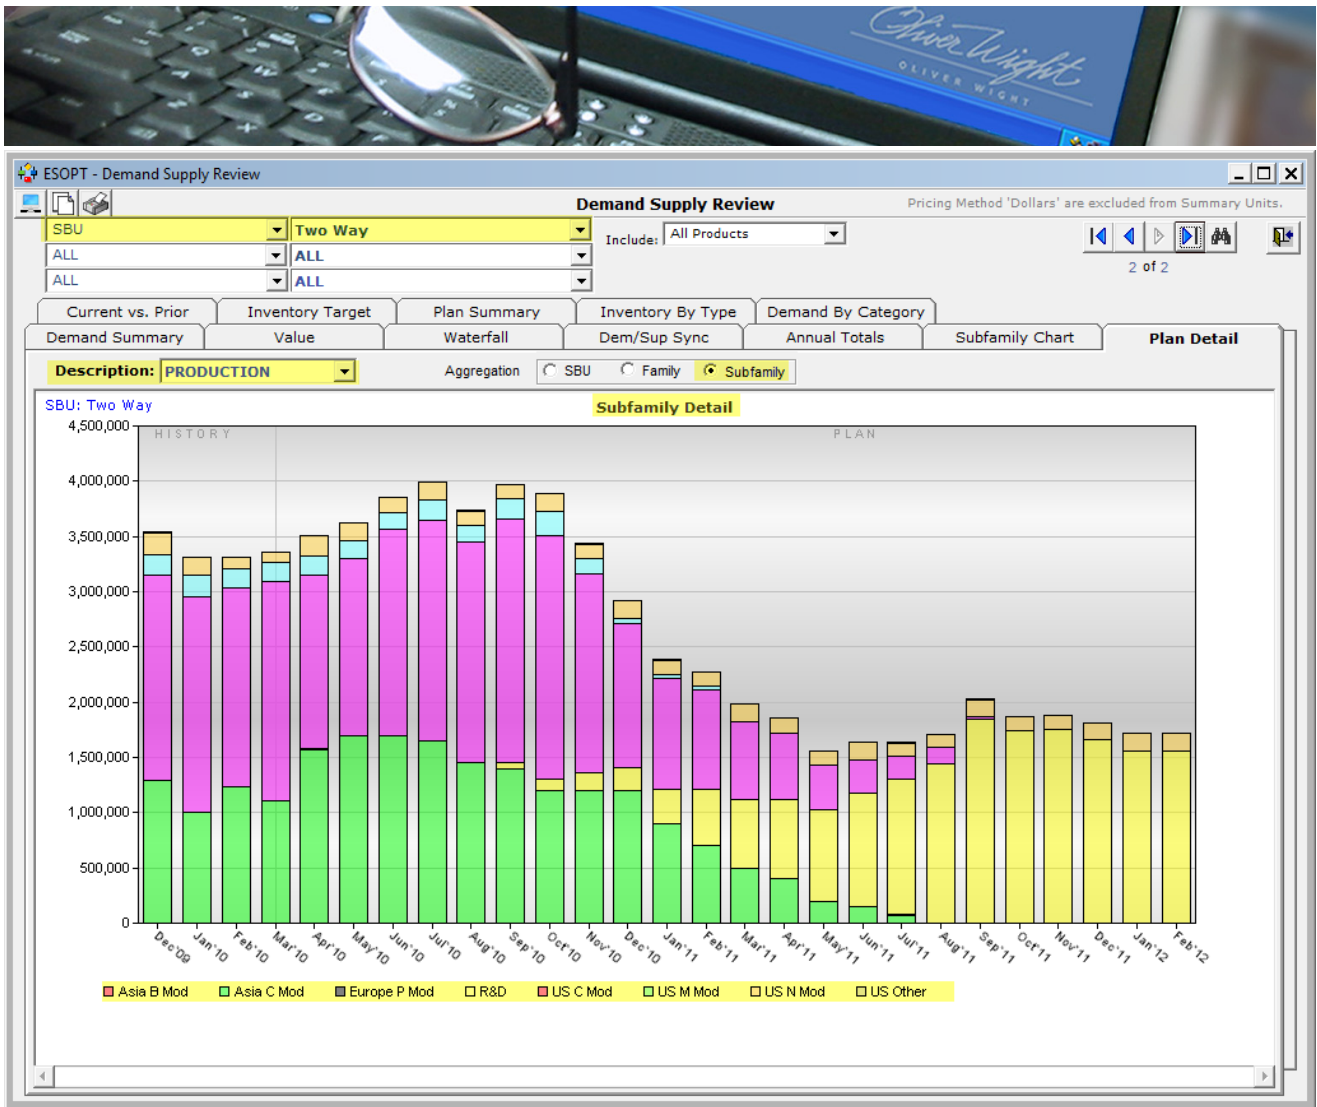 Oliver Wight
OLIVER WIGHT
ESOPT - Demand Supply Review
Demand Supply Review
Pricing Method 'Dollars' are excluded from Summary Units.
SBU Two Way
Include: All Products
ALL ALL
2 of 2
ALL ALL
Current vs. Prior Inventory Target Plan Summary Inventory By Type Demand By Category
Demand Summary Value Waterfall Dem/Sup Sync Annual Totals Subfamily Chart Plan Detail
Description: PRODUCTION Aggregation SBU Family Subfamily
SBU: Two Way
Subfamily Detail
4,500,000
HISTORY PLAN
4,000,000
3,500,000
3,000,000
2,500,000
2,000,000
1,500,000
1,000,000
500,000
0
Dec'09 Jan'10 Feb'10 Mar'10 Apr'10 May'10 Jun'10 Jul'10 Aug'10 Sep'10 Oct'10 Nov'10 Dec'10 Jan'11 Feb'11 Mar'11 Apr'11 May'11 Jun'11 Jul'11 Aug'11 Sep'11 Oct'11 Nov'11 Dec'11 Jan'12 Feb'12
Asia B Mod Asia C Mod Europe P Mod R&D US C Mod US M Mod US N Mod US Other